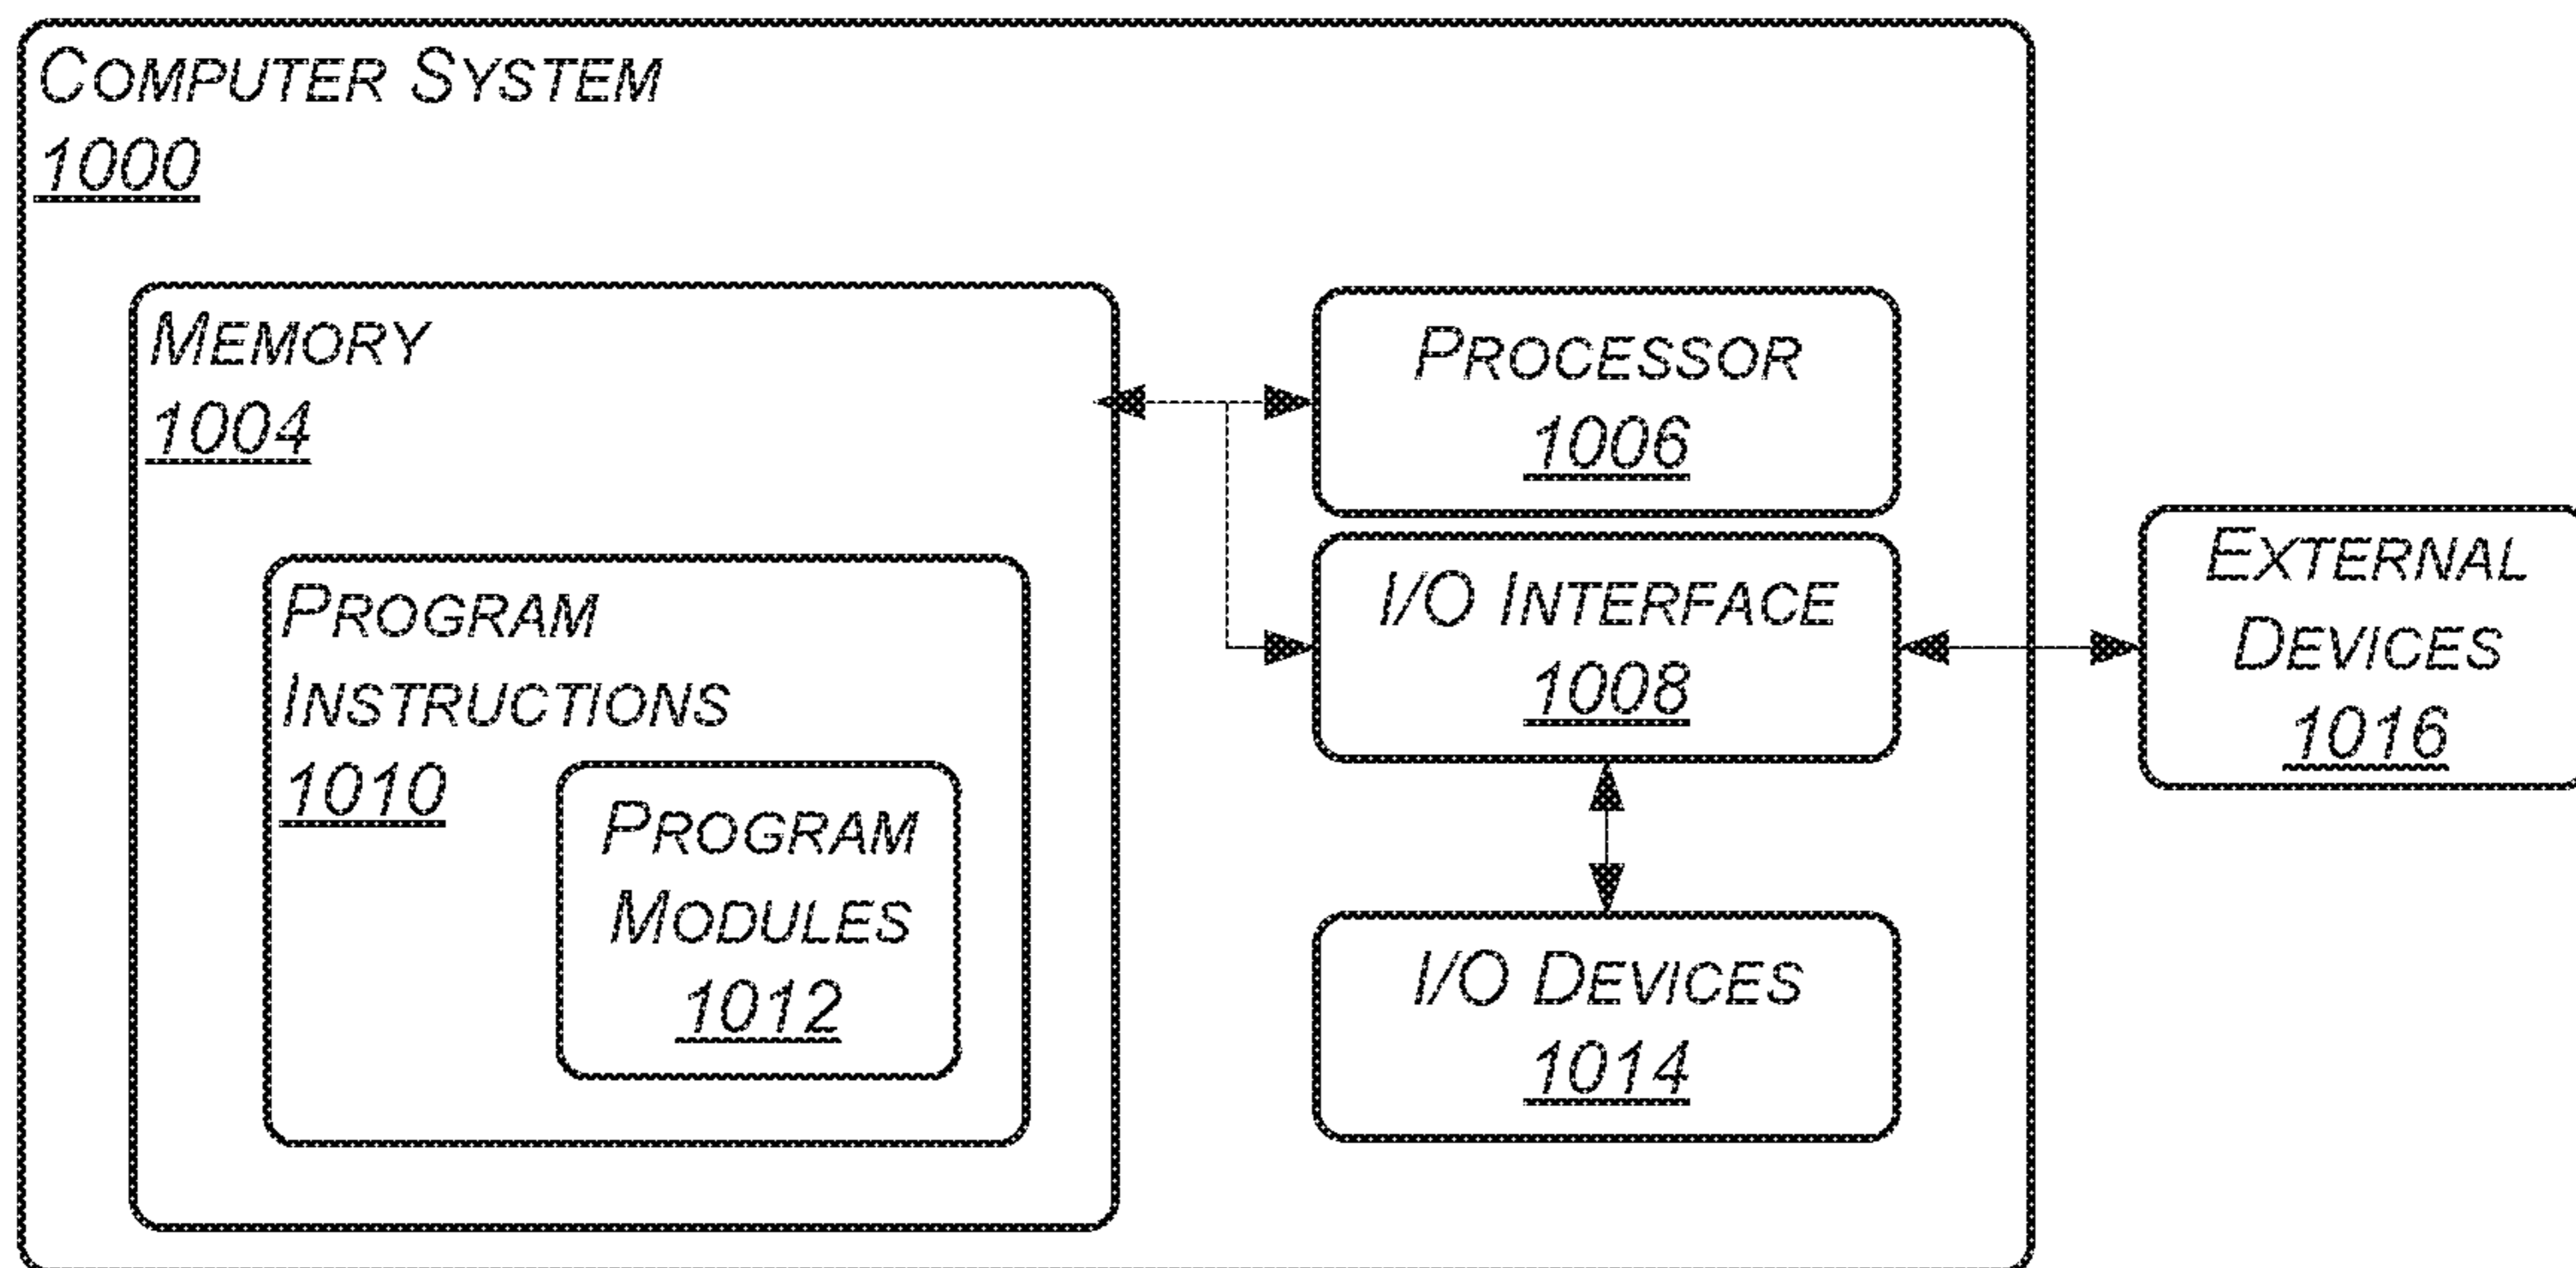 COMPUTER SYSTEM
1000
MEMORY
1004
PROGRAM
INSTRUCTIONS
1010
PROGRAM
MODULES
1012
PROCESSOR
1006
I/O INTERFACE
1008
I/O DEVICES
1014
EXTERNAL
DEVICES
1016